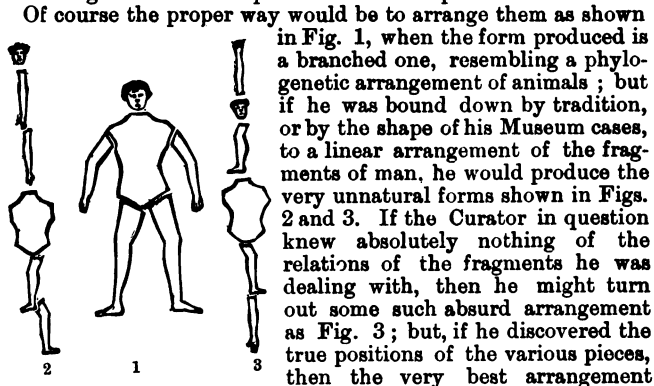 Of course the proper way would be to arrange them as shown
in Fig. 1, when the form produced is
a branched one, resembling a phylo-
genetic arrangement of animals ; but
if he was bound down by tradition,
or by the shape of his Museum cases,
to a linear arrangement of the frag-
ments of man, he would produce the
very unnatural forms shown in Figs.
2 and 3. If the Curator in question
knew absolutely nothing of the
relations of the fragments he was
dealing with, then he might turn
out some such absurd arrangement
as Fig. 3 ; but, if he discovered the
true positions of the various pieces,
then the very best arrangement
2 1 3